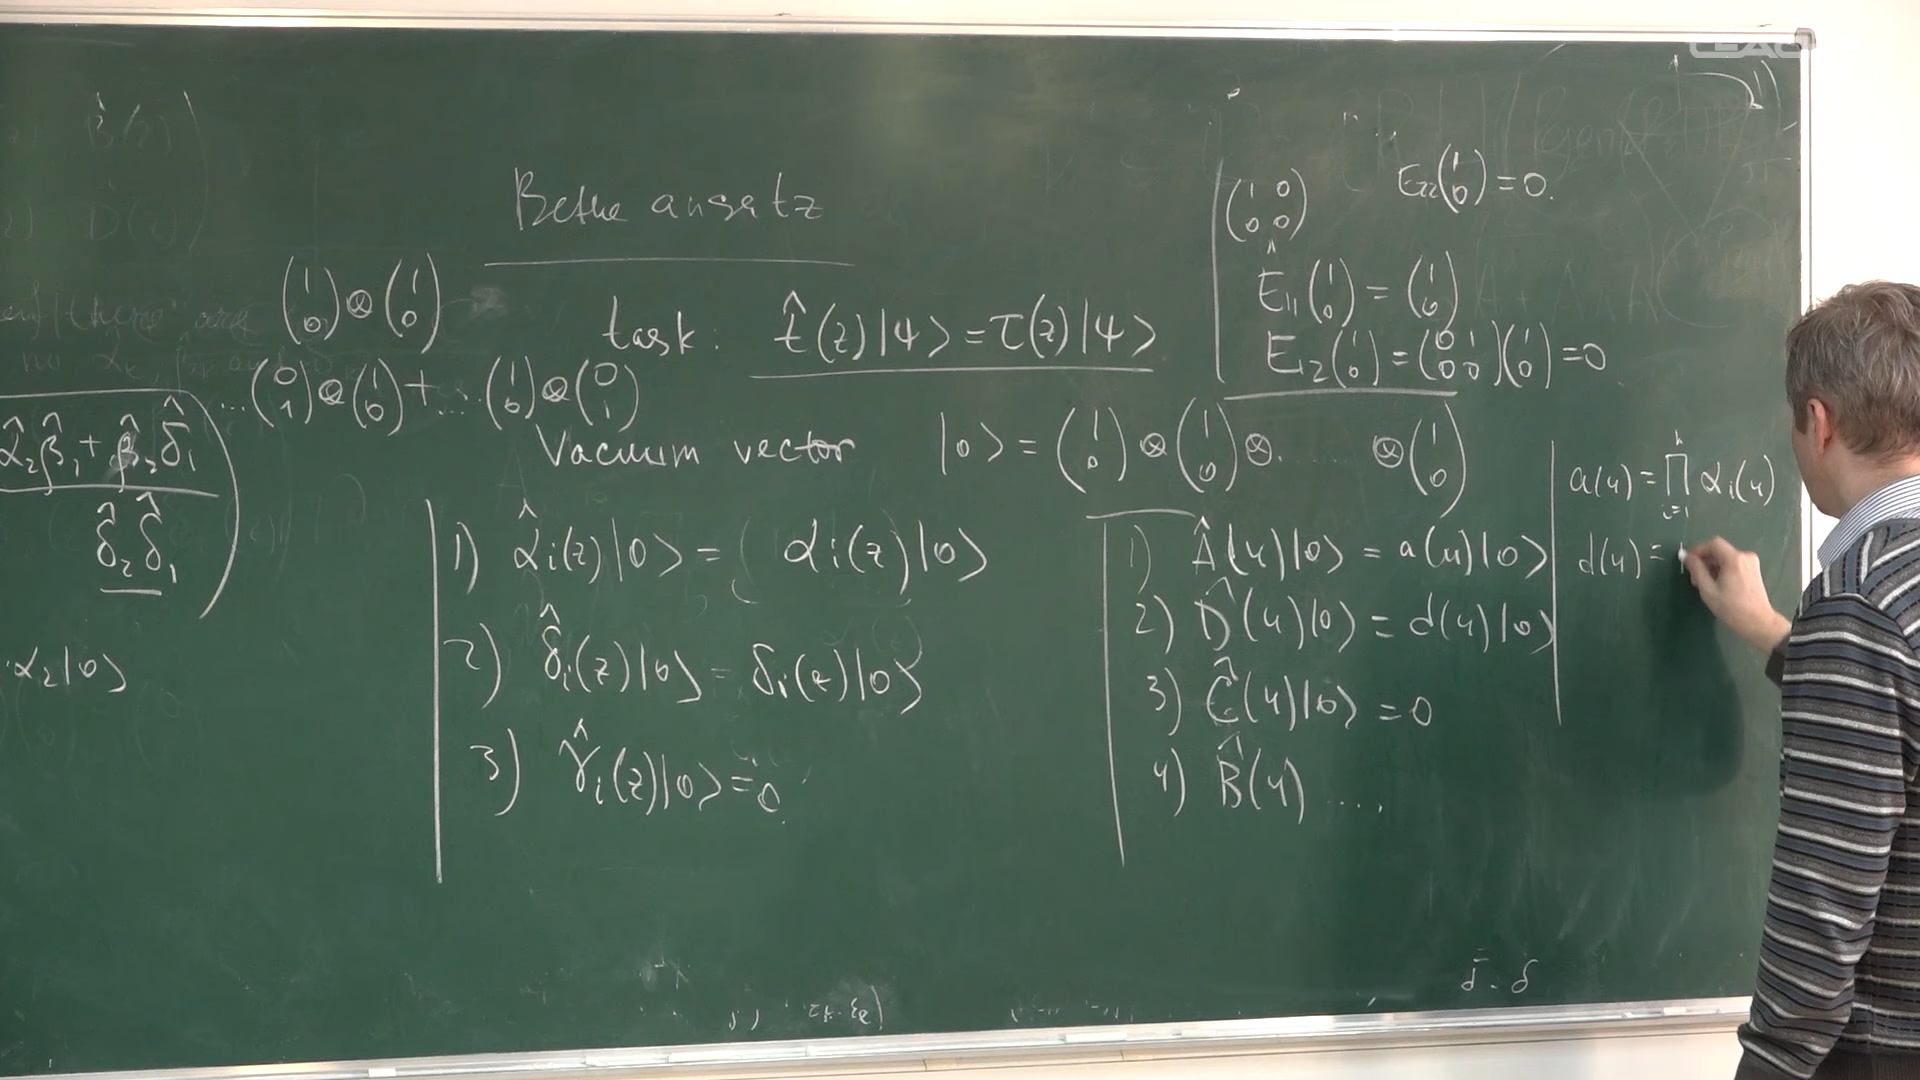 Bethe ansatz
task: t̂(z)|ψ> = τ(z)|ψ>
(1 0)⊗(1 0)
...(0 1)⊗(1 0)+...(1 0)⊗(0 1)
Vacuum vector |0> = (1 0)⊗(1 0)⊗. ⊗(1 0)
α̂₂β̂₁+β̂₂δ̂₁
δ̂₂δ̂₁
α₂|0>
1) α̂i(z)|0> = αi(z)|0>
2) δ̂i(z)|0> = δi(z)|0>
3) γ̂i(z)|0> = 0
(1 0 0 0) E₂₂(1 0) = 0.
Ê₁₁(1 0) = (1 0)
E₁₂(1 0) = (0 1 0 0)(1 0) = 0
1) Â(u)|0> = a(u)|0>
2) D̂(u)|0> = d(u)|0>
3) Ĉ(u)|0> = 0
4) B̂(u) ....
a(u) = ∏ i=1 αi(u)
d(u) =